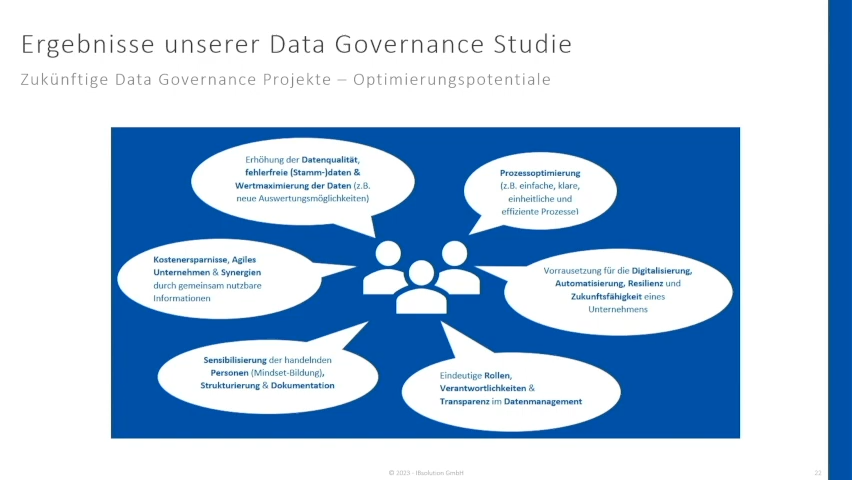 Ergebnisse unserer Data Governance Studie
Zukünftige Data Governance Projekte – Optimierungspotentiale
Erhöhung der Datenqualität,
fehlerfreie (Stamm-)daten &
Wertmaximierung der Daten (z.B.
neue Auswertungsmöglichkeiten)
Prozessoptimierung
(z.B. einfache, klare,
einheitliche und
effiziente Prozesse)
Kostenersparnisse, Agiles
Unternehmen & Synergien
durch gemeinsam nutzbare
Informationen
Vorrausetzung für die Digitalisierung,
Automatisierung, Resilienz und
Zukunftsfähigkeit eines
Unternehmens
Sensibilisierung der handelnden
Personen (Mindset-Bildung),
Strukturierung & Dokumentation
Eindeutige Rollen,
Verantwortlichkeiten &
Transparenz im Datenmanagement
© 2023 - IBsolution GmbH
22